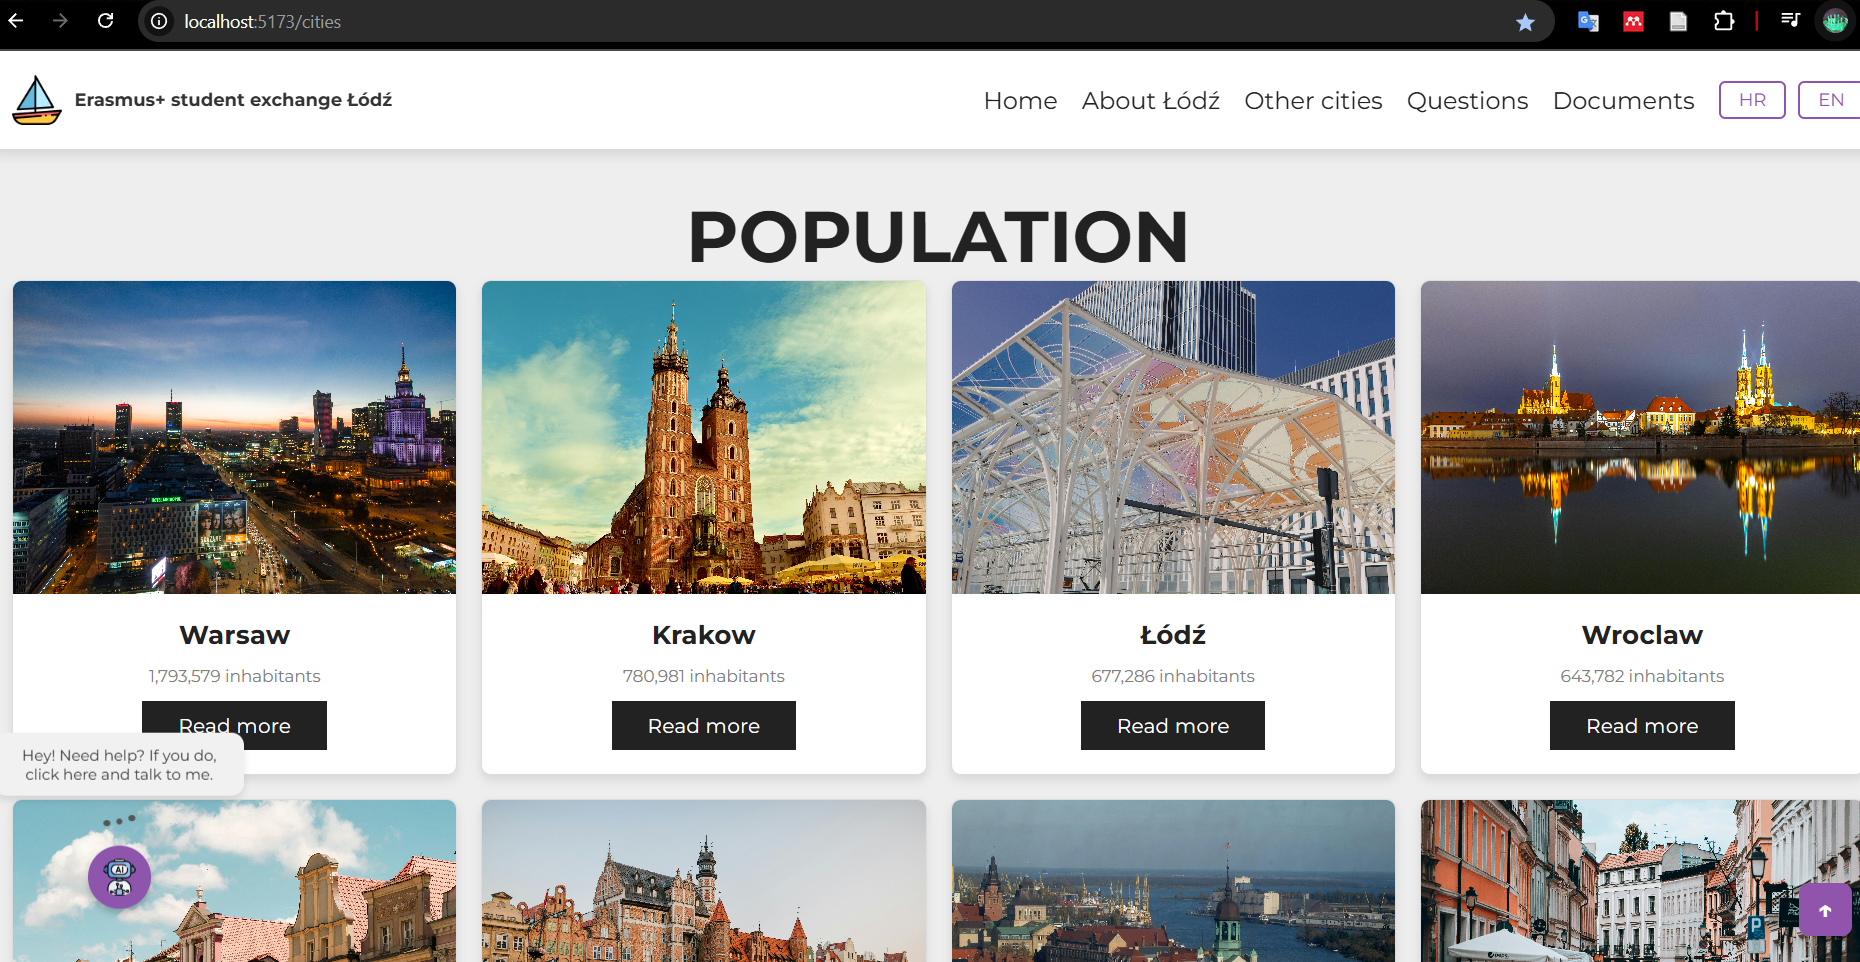 localhost:5173/cities
Erasmus+ student exchange Łódź
Home About Łódź Other cities Questions Documents HR EN
POPULATION
Warsaw
1,793,579 inhabitants
Read more
Krakow
780,981 inhabitants
Read more
Łódź
677,286 inhabitants
Read more
Wroclaw
643,782 inhabitants
Read more
Hey! Need help? If you do,
click here and talk to me.
AI
P